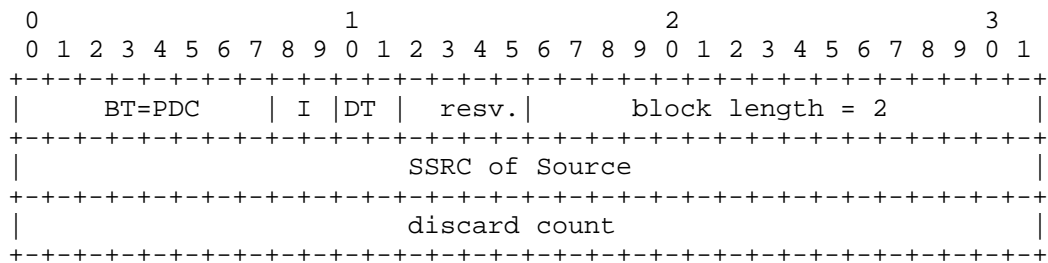 0                   1                   2                   3
 0 1 2 3 4 5 6 7 8 9 0 1 2 3 4 5 6 7 8 9 0 1 2 3 4 5 6 7 8 9 0 1
+-+-+-+-+-+-+-+-+-+-+-+-+-+-+-+-+-+-+-+-+-+-+-+-+-+-+-+-+-+-+-+-+
|     BT=PDC    | I |DT |  resv.|      block length = 2         |
+-+-+-+-+-+-+-+-+-+-+-+-+-+-+-+-+-+-+-+-+-+-+-+-+-+-+-+-+-+-+-+-+
|                        SSRC of Source                         |
+-+-+-+-+-+-+-+-+-+-+-+-+-+-+-+-+-+-+-+-+-+-+-+-+-+-+-+-+-+-+-+-+
|                        discard count                          |
+-+-+-+-+-+-+-+-+-+-+-+-+-+-+-+-+-+-+-+-+-+-+-+-+-+-+-+-+-+-+-+-+